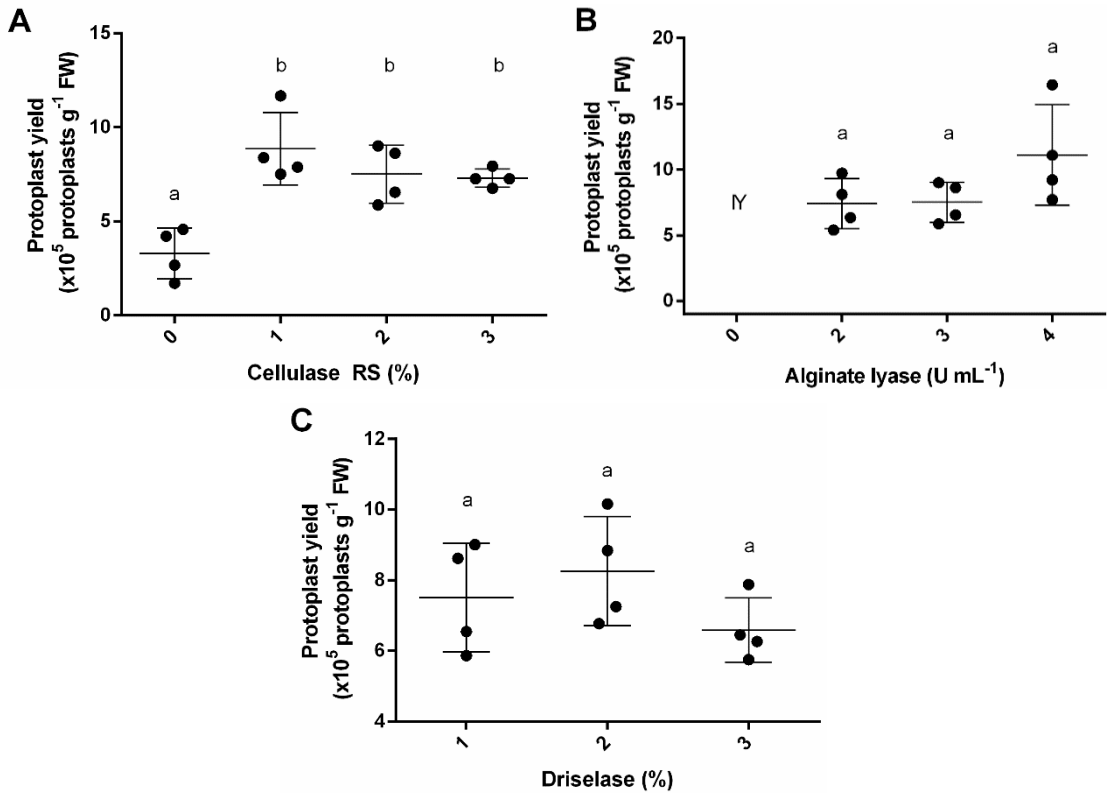 A
Protoplast yield
(x10⁵ protoplasts g⁻¹ FW)
15
10
5
0
a
b
b
b
0
1
2
3
Cellulase RS (%)
B
Protoplast yield
(x10⁵ protoplasts g⁻¹ FW)
20
15
10
5
0
IY
a
a
a
0
2
3
4
Alginate lyase (U mL⁻¹)
C
Protoplast yield
(x10⁵ protoplasts g⁻¹ FW)
12
10
8
6
4
a
a
a
1
2
3
Driselase (%)